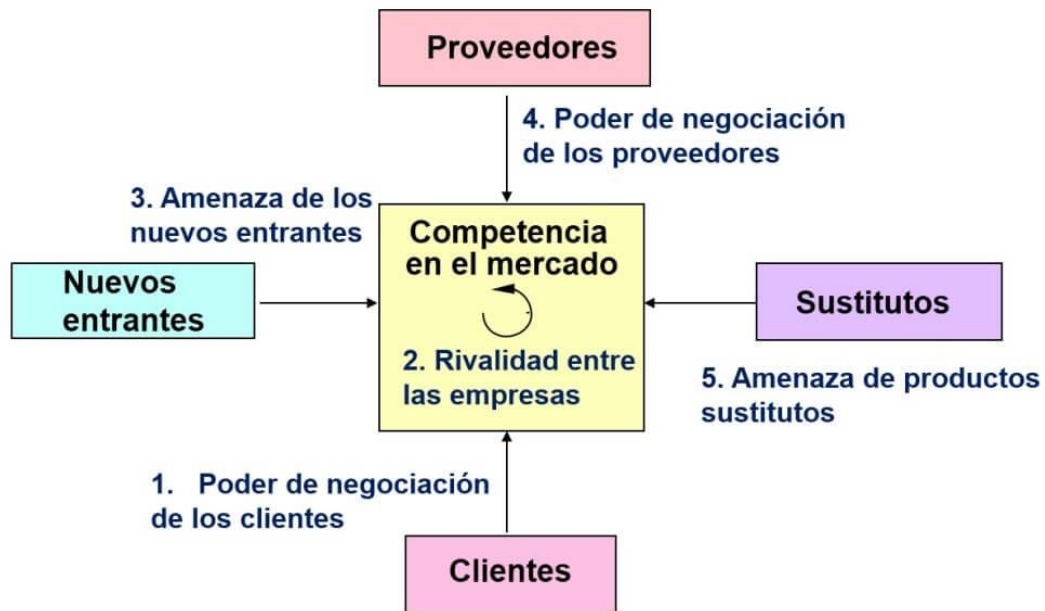 Proveedores
4. Poder de negociación
de los proveedores
3. Amenaza de los
nuevos entrantes
Competencia
en el mercado
Nuevos
entrantes
Sustitutos
2. Rivalidad entre
las empresas
5. Amenaza de productos
sustitutos
1. Poder de negociación
de los clientes
Clientes